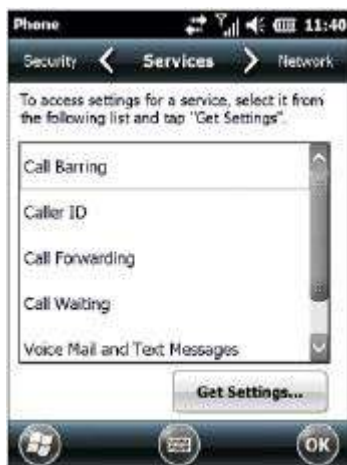 Phone 11:40
Security Services Network
To access settings for a service, select it from
the following list and tap "Get Settings".
Call Barring
Caller ID
Call Forwarding
Call Waiting
Voice Mail and Text Messages
Get Settings...
OK